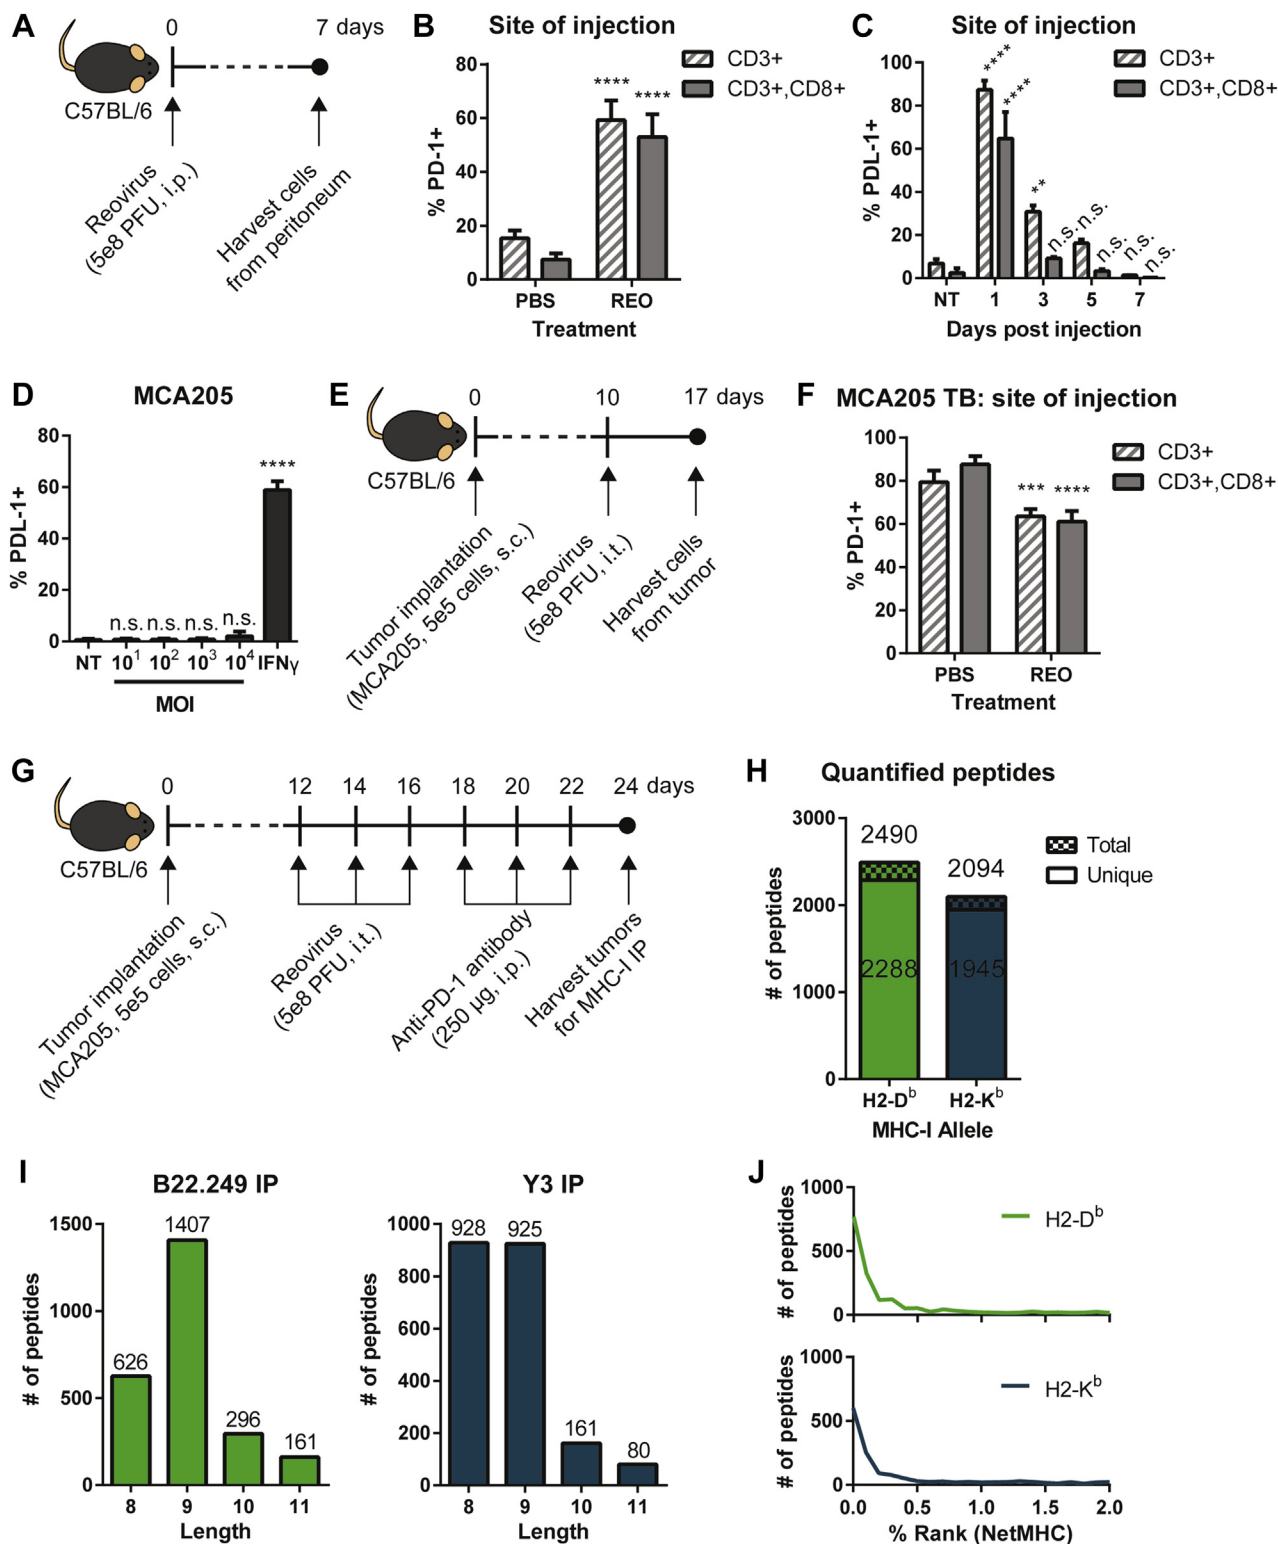 A
0
7 days
C57BL/6
Reovirus
(5e8 PFU, i.p.)
Harvest cells
from peritoneum
B
Site of injection
CD3+
CD3+,CD8+
% PD-1+
80
60
40
20
0
****
****
PBS
REO
Treatment
C
Site of injection
CD3+
CD3+,CD8+
% PDL-1+
100
80
60
40
20
0
****
****
**
n.s.
n.s.
n.s.
n.s.
n.s.
NT
1
3
5
7
Days post injection
D
MCA205
% PDL-1+
80
60
40
20
0
n.s.
n.s.
n.s.
n.s.
****
NT
10^1
10^2
10^3
10^4
IFNγ
MOI
E
0
10
17 days
C57BL/6
Tumor implantation
(MCA205, 5e5 cells, s.c.)
Reovirus
(5e8 PFU, i.t.)
Harvest cells
from tumor
F
MCA205 TB: site of injection
CD3+
CD3+,CD8+
% PD-1+
100
80
60
40
20
0
***
****
PBS
REO
Treatment
G
0
12
14
16
18
20
22
24 days
C57BL/6
Tumor implantation
(MCA205, 5e5 cells, s.c.)
Reovirus
(5e8 PFU, i.t.)
Anti-PD-1 antibody
(250 µg, i.p.)
Harvest tumors
for MHC-I IP
H
Quantified peptides
Total
Unique
# of peptides
3000
2000
1000
0
2490
2094
2288
1945
H2-D^b
H2-K^b
MHC-I Allele
I
B22.249 IP
# of peptides
1500
1000
500
0
626
1407
296
161
8
9
10
11
Length
Y3 IP
# of peptides
1000
800
600
400
200
0
928
925
161
80
8
9
10
11
Length
J
# of peptides
1000
500
0
H2-D^b
# of peptides
1000
500
0
H2-K^b
0.0
0.5
1.0
1.5
2.0
% Rank (NetMHC)